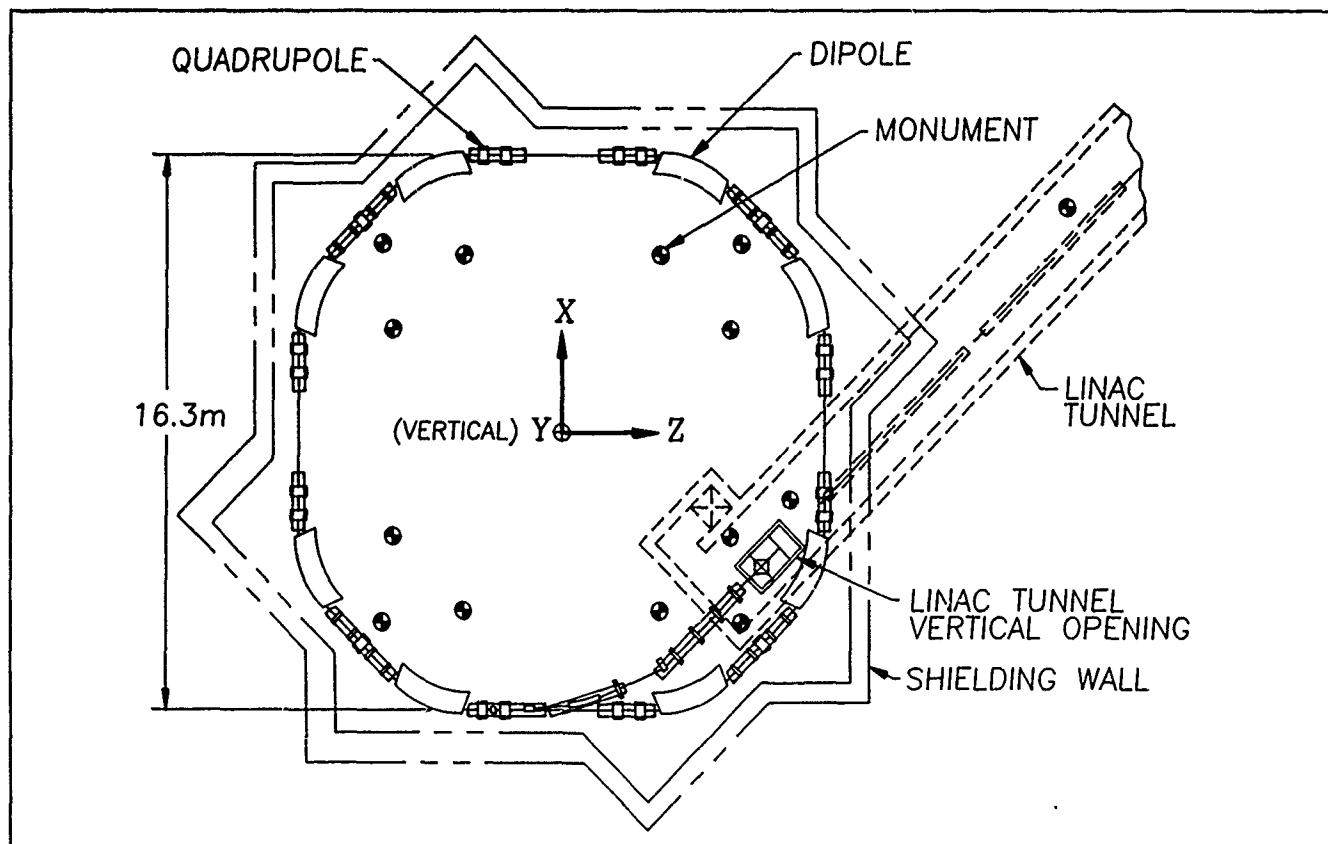 QUADRUPOLE
DIPOLE
MONUMENT
X
16.3m
(VERTICAL) Y Z
LINAC
TUNNEL
LINAC TUNNEL
VERTICAL OPENING
SHIELDING WALL